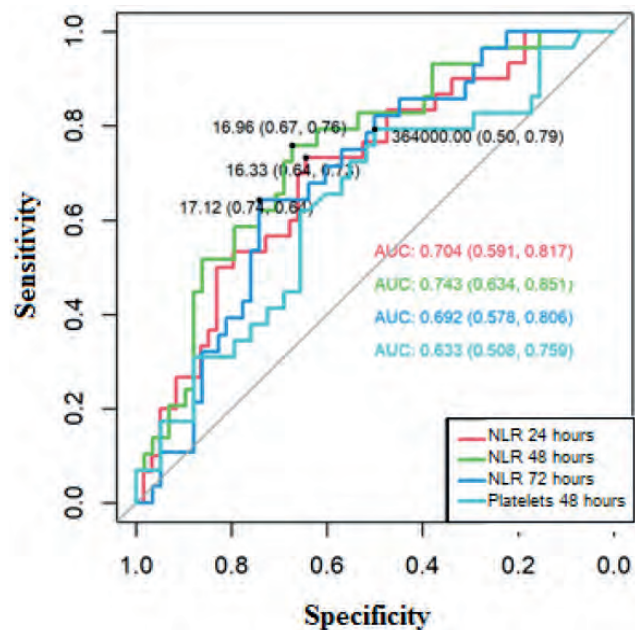 Sensitivity
1.0
0.8
0.6
0.4
0.2
0.0
16.96 (0.67, 0.76)
364000.00 (0.50, 0.79)
16.33 (0.64, 0.73)
17.12 (0.74, 0.64)
AUC: 0.704 (0.591, 0.817)
AUC: 0.743 (0.634, 0.851)
AUC: 0.692 (0.578, 0.806)
AUC: 0.633 (0.508, 0.759)
NLR 24 hours
NLR 48 hours
NLR 72 hours
Platelets 48 hours
1.0 0.8 0.6 0.4 0.2 0.0
Specificity